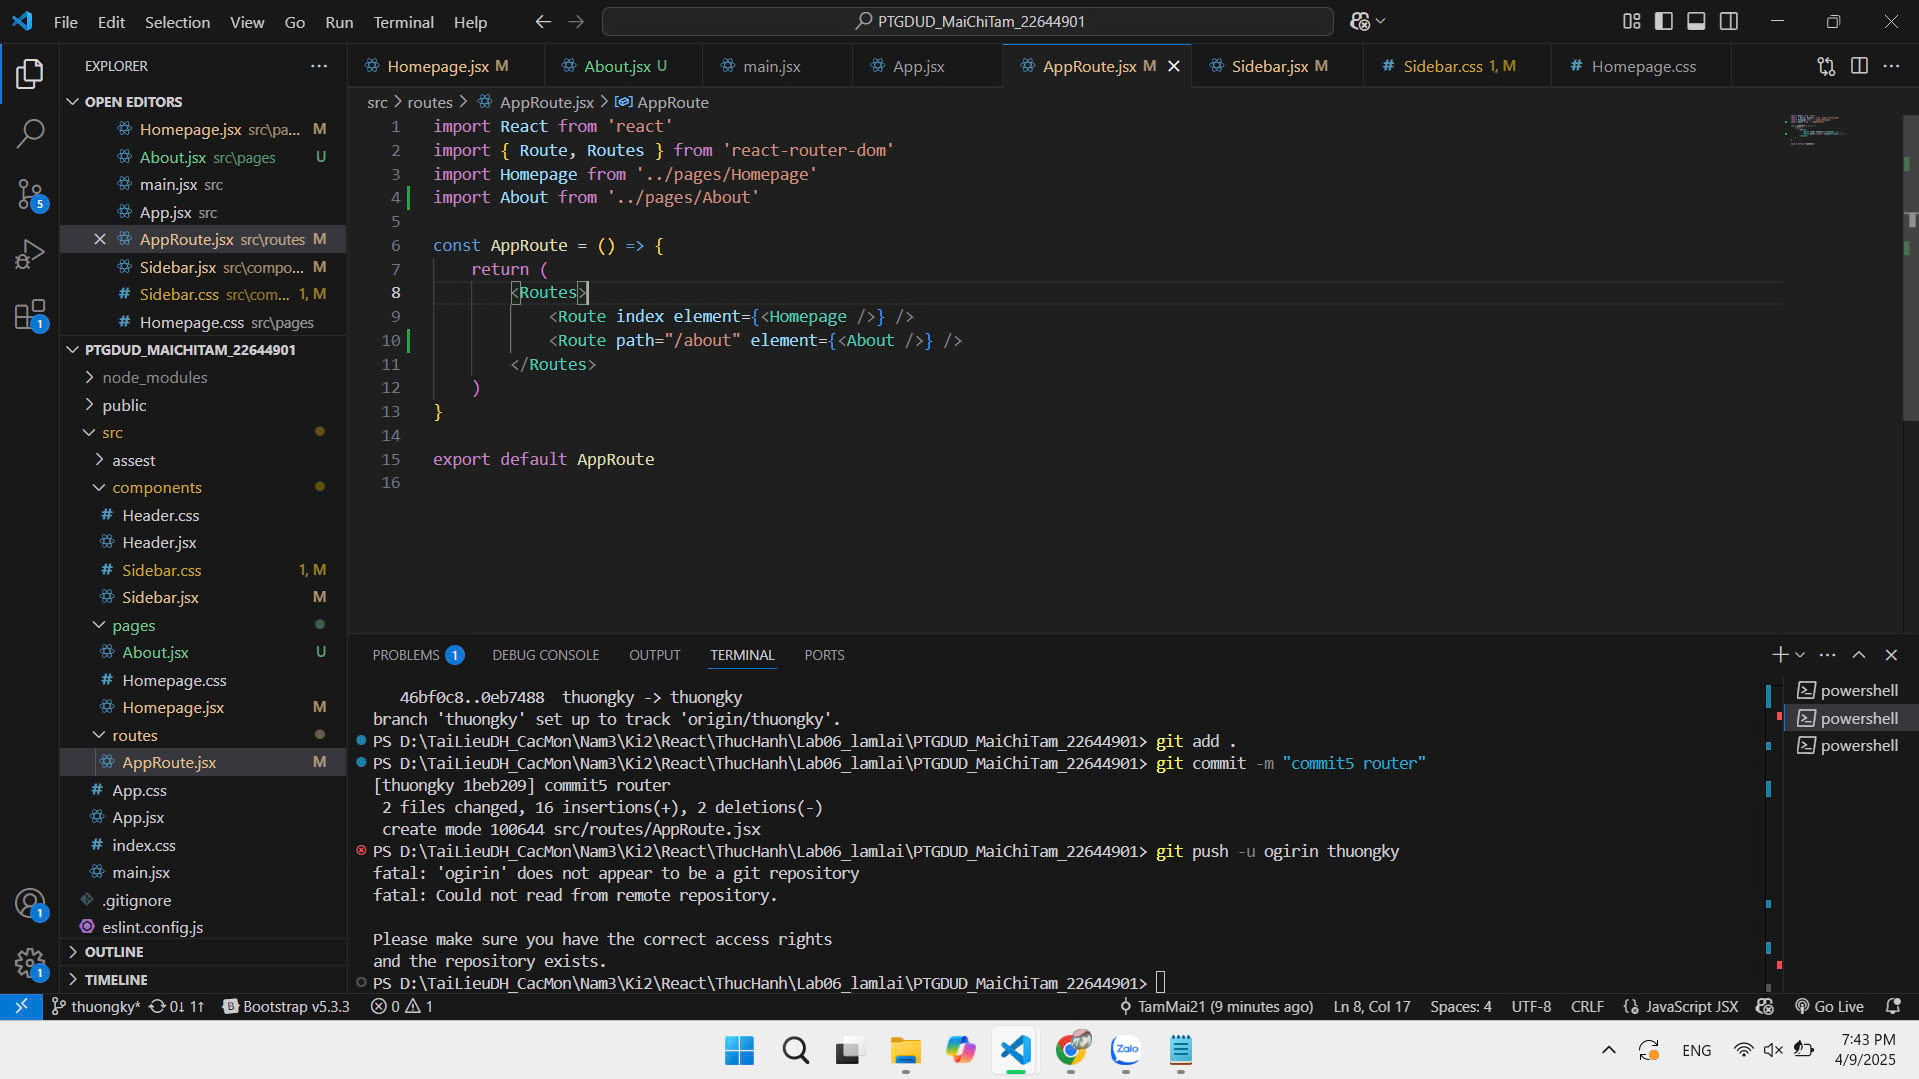 File Edit Selection View Go Run Terminal Help
PTGDUD_MaiChiTam_22644901
EXPLORER
OPEN EDITORS
Homepage.jsx src\pa... M
About.jsx src\pages U
main.jsx src
App.jsx src
AppRoute.jsx src\routes M
Sidebar.jsx src\compo... M
# Sidebar.css src\com... 1, M
# Homepage.css src\pages
PTGDUD_MAICHITAM_22644901
node_modules
public
src
assest
components
# Header.css
Header.jsx
# Sidebar.css 1, M
Sidebar.jsx M
pages
About.jsx U
# Homepage.css
Homepage.jsx M
routes
AppRoute.jsx M
# App.css
App.jsx
# index.css
main.jsx
.gitignore
eslint.config.js
OUTLINE
TIMELINE
5
1
1
1
Homepage.jsx M About.jsx U main.jsx App.jsx AppRoute.jsx M Sidebar.jsx M # Sidebar.css 1, M # Homepage.css
src > routes > AppRoute.jsx > AppRoute
1 import React from 'react'
2 import { Route, Routes } from 'react-router-dom'
3 import Homepage from '../pages/Homepage'
4 import About from '../pages/About'
5
6 const AppRoute = () => {
7 return (
8 <Routes>
9 <Route index element={<Homepage />} />
10 <Route path="/about" element={<About />} />
11 </Routes>
12 )
13 }
14
15 export default AppRoute
16
PROBLEMS 1 DEBUG CONSOLE OUTPUT TERMINAL PORTS
46bf0c8..0eb7488 thuongky -> thuongky
branch 'thuongky' set up to track 'origin/thuongky'.
PS D:\TaiLieuDH_CacMon\Nam3\Ki2\React\ThucHanh\Lab06_lamlai\PTGDUD_MaiChiTam_22644901> git add .
PS D:\TaiLieuDH_CacMon\Nam3\Ki2\React\ThucHanh\Lab06_lamlai\PTGDUD_MaiChiTam_22644901> git commit -m "commit5 router"
[thuongky 1beb209] commit5 router
2 files changed, 16 insertions(+), 2 deletions(-)
create mode 100644 src/routes/AppRoute.jsx
PS D:\TaiLieuDH_CacMon\Nam3\Ki2\React\ThucHanh\Lab06_lamlai\PTGDUD_MaiChiTam_22644901> git push -u ogirin thuongky
fatal: 'ogirin' does not appear to be a git repository
fatal: Could not read from remote repository.
Please make sure you have the correct access rights
and the repository exists.
PS D:\TaiLieuDH_CacMon\Nam3\Ki2\React\ThucHanh\Lab06_lamlai\PTGDUD_MaiChiTam_22644901>
powershell
powershell
powershell
thuongky* 0↓ 1↑ B Bootstrap v5.3.3 0 1 TamMai21 (9 minutes ago) Ln 8, Col 17 Spaces: 4 UTF-8 CRLF {} JavaScript JSX Go Live
Zalo
ENG
7:43 PM
4/9/2025